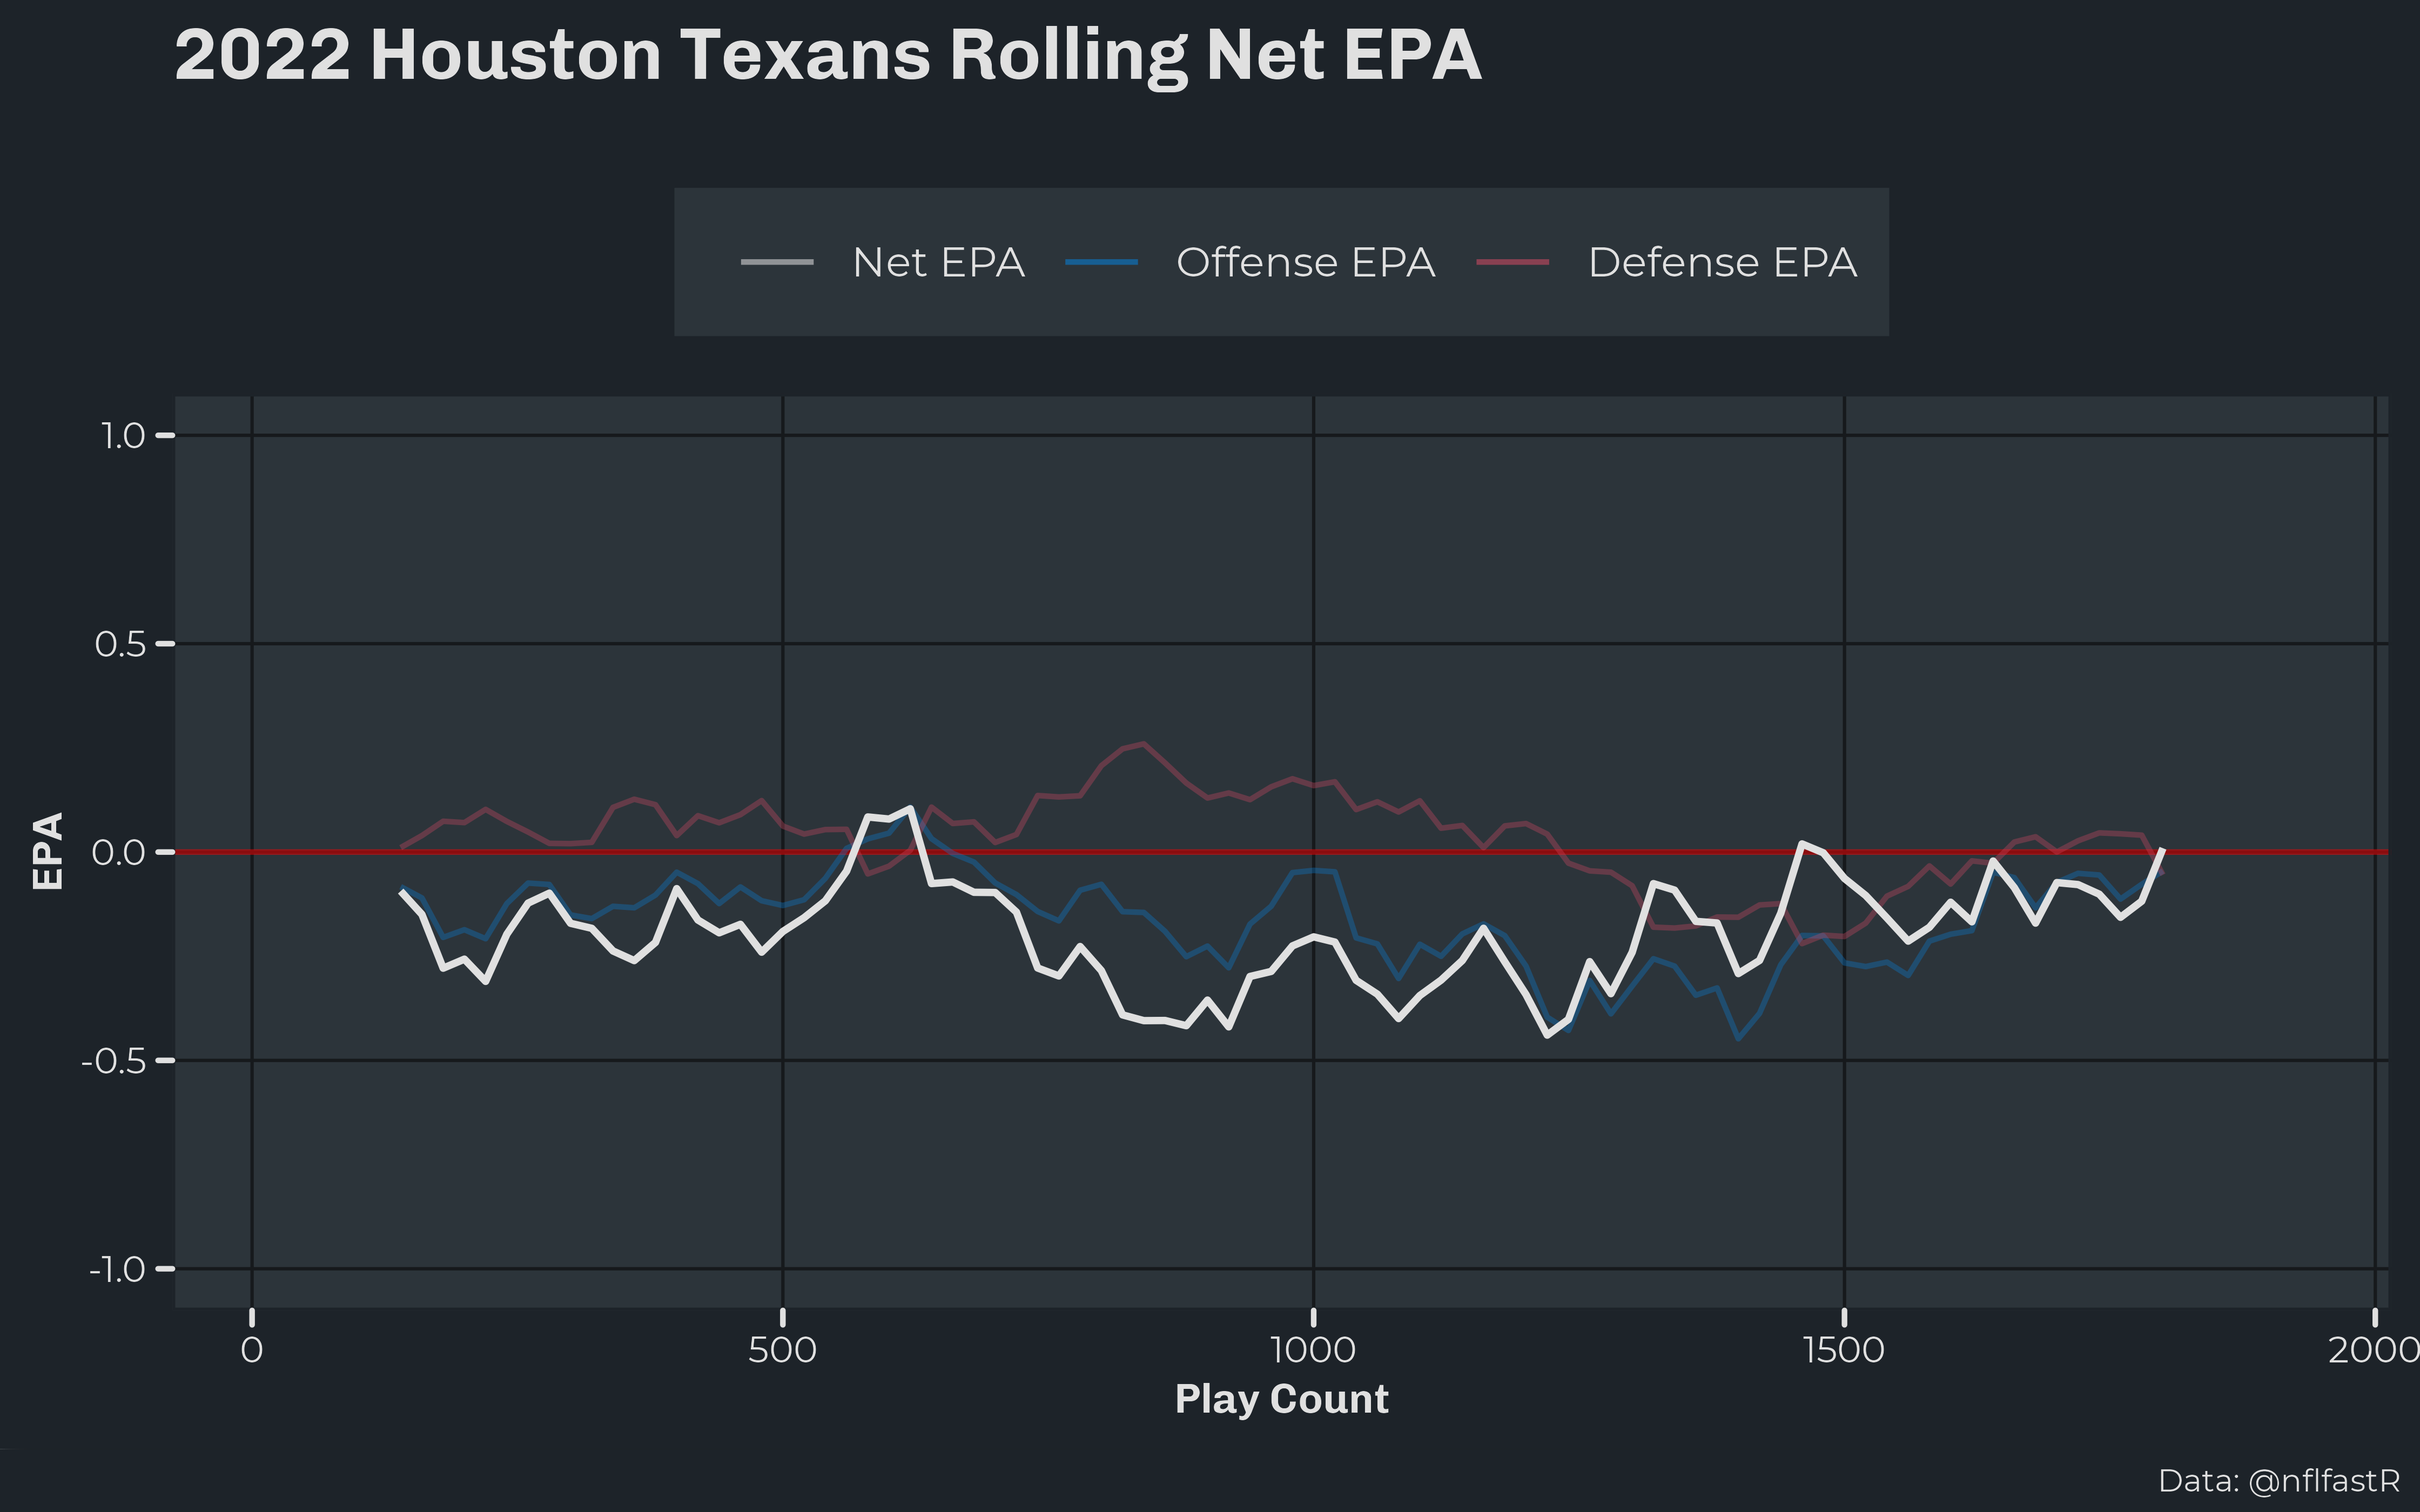 2022 Houston Texans Rolling Net EPA
Net EPA Offense EPA Defense EPA
1.0
0.5
0.0
-0.5
-1.0
EPA
0 500 1000 1500 2000
Play Count
Data: @nflfastR